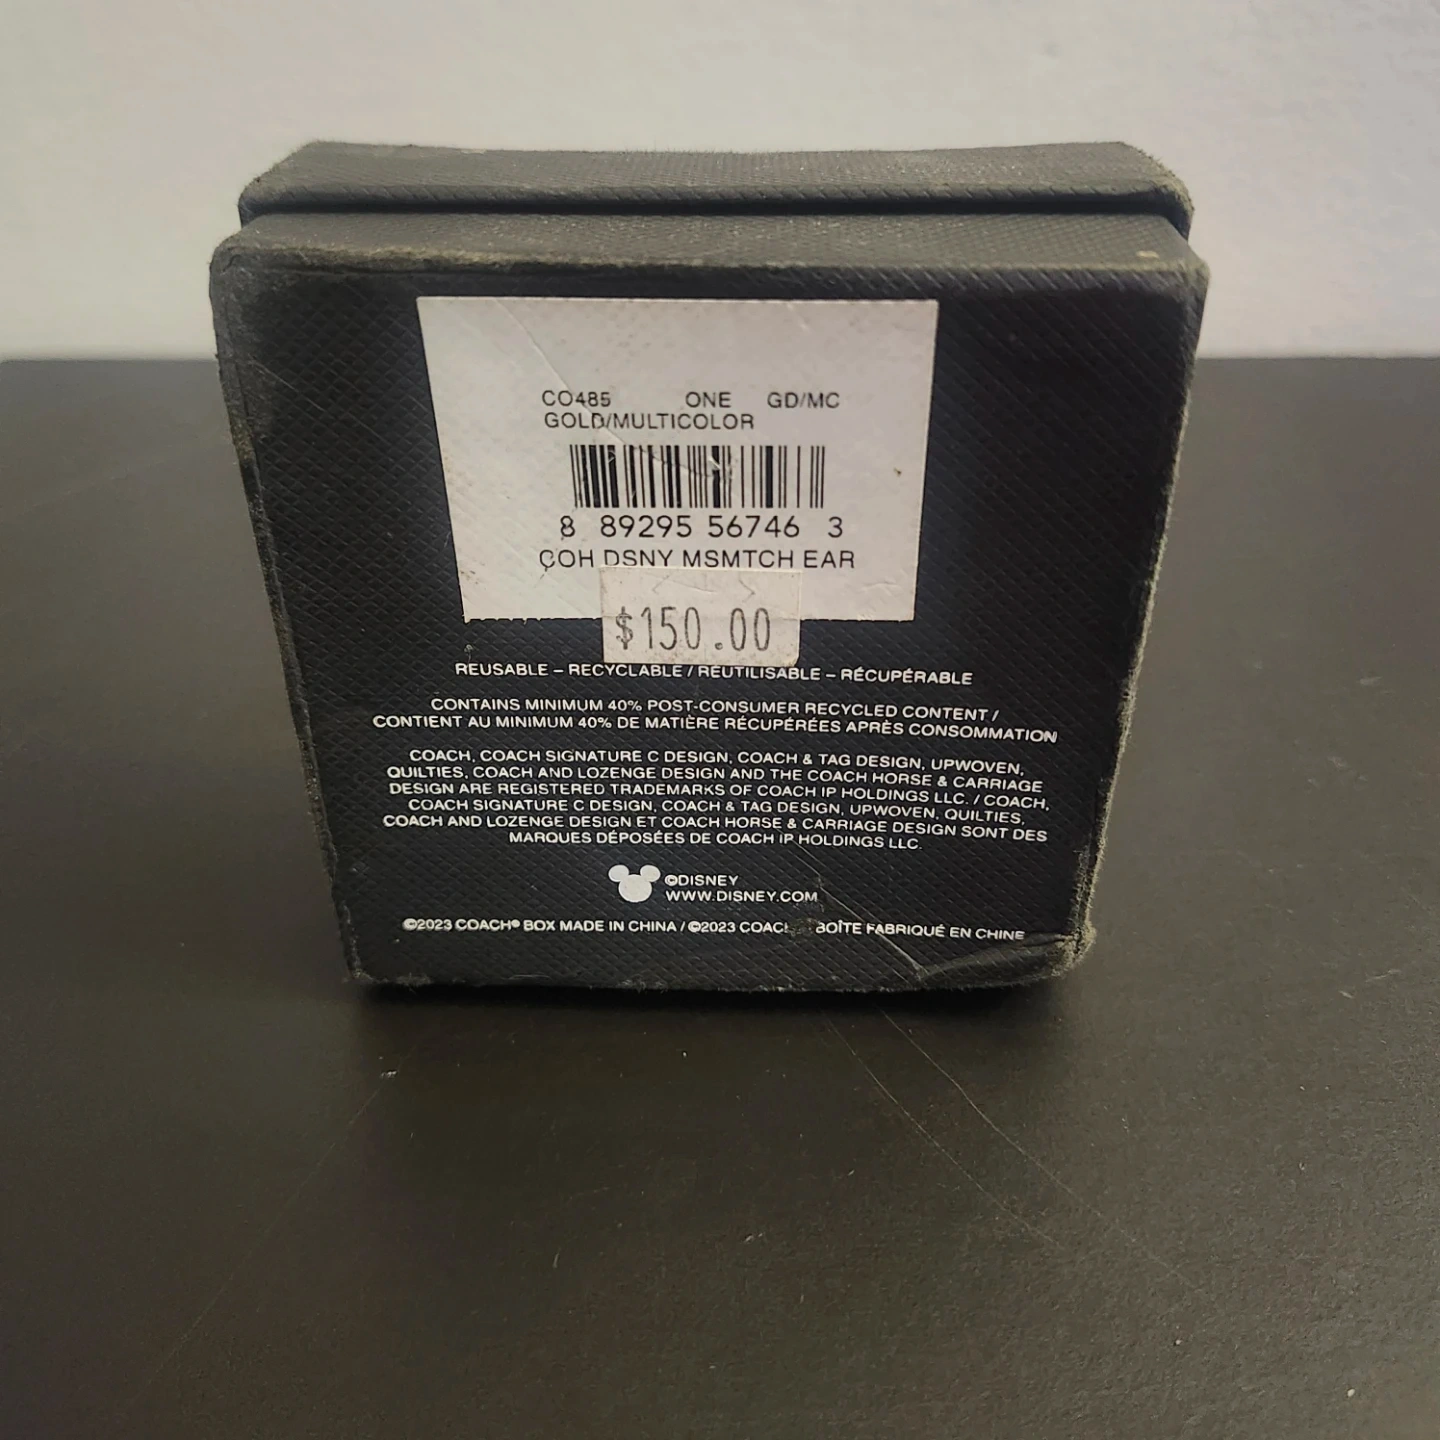 CO485 ONE GD/MC
GOLD/MULTICOLOR
8 89295 56746 3
COH DSNY MSMTCH EAR
$150.00
REUSABLE – RECYCLABLE / RÉUTILISABLE – RÉCUPÉRABLE
CONTAINS MINIMUM 40% POST-CONSUMER RECYCLED CONTENT /
CONTIENT AU MINIMUM 40% DE MATIÈRE RÉCUPÉRÉES APRÈS CONSOMMATION
COACH, COACH SIGNATURE C DESIGN, COACH & TAG DESIGN, UPWOVEN,
QUILTIES, COACH AND LOZENGE DESIGN AND THE COACH HORSE & CARRIAGE
DESIGN ARE REGISTERED TRADEMARKS OF COACH IP HOLDINGS LLC. / COACH,
COACH SIGNATURE C DESIGN, COACH & TAG DESIGN, UPWOVEN, QUILTIES,
COACH AND LOZENGE DESIGN ET COACH HORSE & CARRIAGE DESIGN SONT DES
MARQUES DÉPOSÉES DE COACH IP HOLDINGS LLC.
©DISNEY
WWW.DISNEY.COM
©2023 COACH® BOX MADE IN CHINA / ©2023 COACH BOÎTE FABRIQUÉ EN CHINE